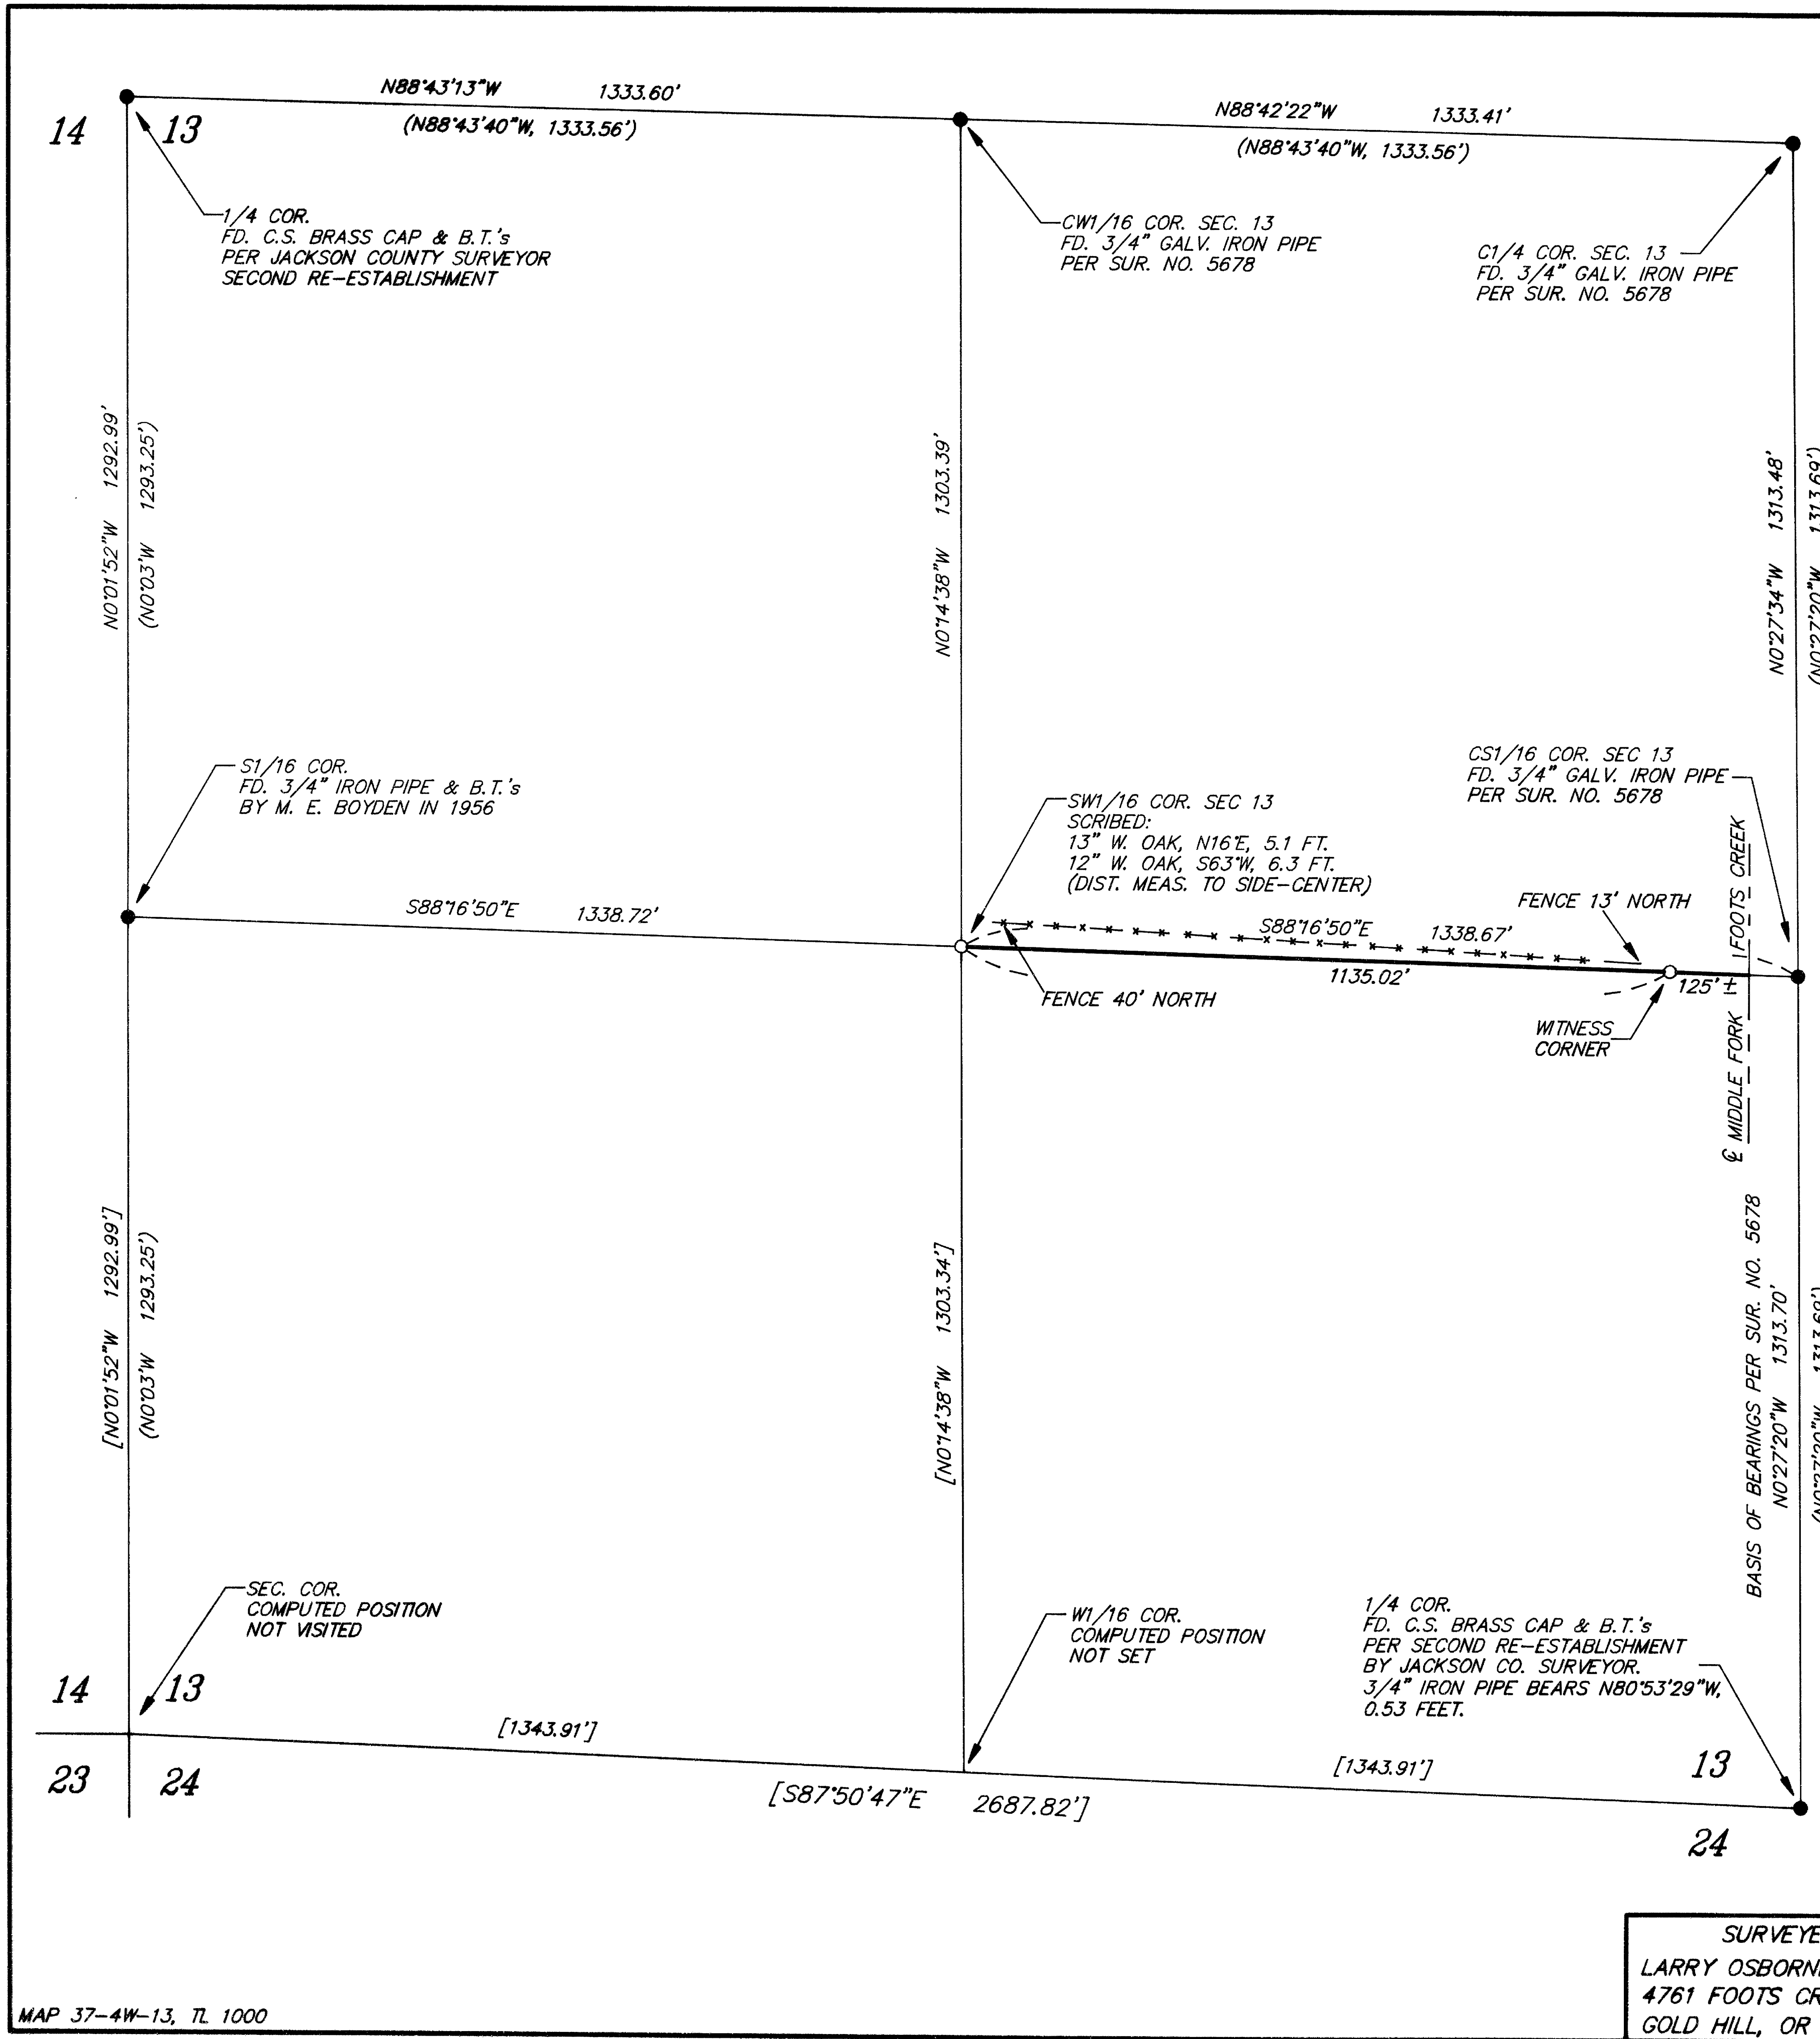 N88°43'13"W 1333.60'
(N88°43'40"W, 1333.56')
N88°42'22"W 1333.41'
(N88°43'40"W, 1333.56')
14 13
1/4 COR.
FD. C.S. BRASS CAP & B.T.'s
PER JACKSON COUNTY SURVEYOR
SECOND RE-ESTABLISHMENT
CW1/16 COR. SEC. 13
FD. 3/4" GALV. IRON PIPE
PER SUR. NO. 5678
C1/4 COR. SEC. 13
FD. 3/4" GALV. IRON PIPE
PER SUR. NO. 5678
N0°01'52"W 1292.99'
(N0°03'W 1293.25')
N0°14'38"W 1303.39'
N0°27'34"W 1313.48'
(N0°27'20"W 1313.69')
S1/16 COR.
FD. 3/4" IRON PIPE & B.T.'s
BY M. E. BOYDEN IN 1956
SW1/16 COR. SEC 13
SCRIBED:
13" W. OAK, N16°E, 5.1 FT.
12" W. OAK, S63°W, 6.3 FT.
(DIST. MEAS. TO SIDE-CENTER)
CS1/16 COR. SEC 13
FD. 3/4" GALV. IRON PIPE
PER SUR. NO. 5678
S88°16'50"E 1338.72'
S88°16'50"E 1338.67'
FENCE 13' NORTH
1135.02'
125' ±
FENCE 40' NORTH
WITNESS
CORNER
℄ MIDDLE FORK FOOTS CREEK
[N0°01'52"W 1292.99']
(N0°03'W 1293.25')
[N0°14'38"W 1303.34']
BASIS OF BEARINGS PER SUR. NO. 5678
N0°27'20"W 1313.70'
SEC. COR.
COMPUTED POSITION
NOT VISITED
W1/16 COR.
COMPUTED POSITION
NOT SET
1/4 COR.
FD. C.S. BRASS CAP & B.T.'s
PER SECOND RE-ESTABLISHMENT
BY JACKSON CO. SURVEYOR.
3/4" IRON PIPE BEARS N80°53'29"W,
0.53 FEET.
14 13
23 24
[1343.91']
[1343.91']
13
[S87°50'47"E 2687.82']
24
SURVEYE
LARRY OSBORN
4761 FOOTS CR
GOLD HILL, OR
MAP 37-4W-13, TL 1000